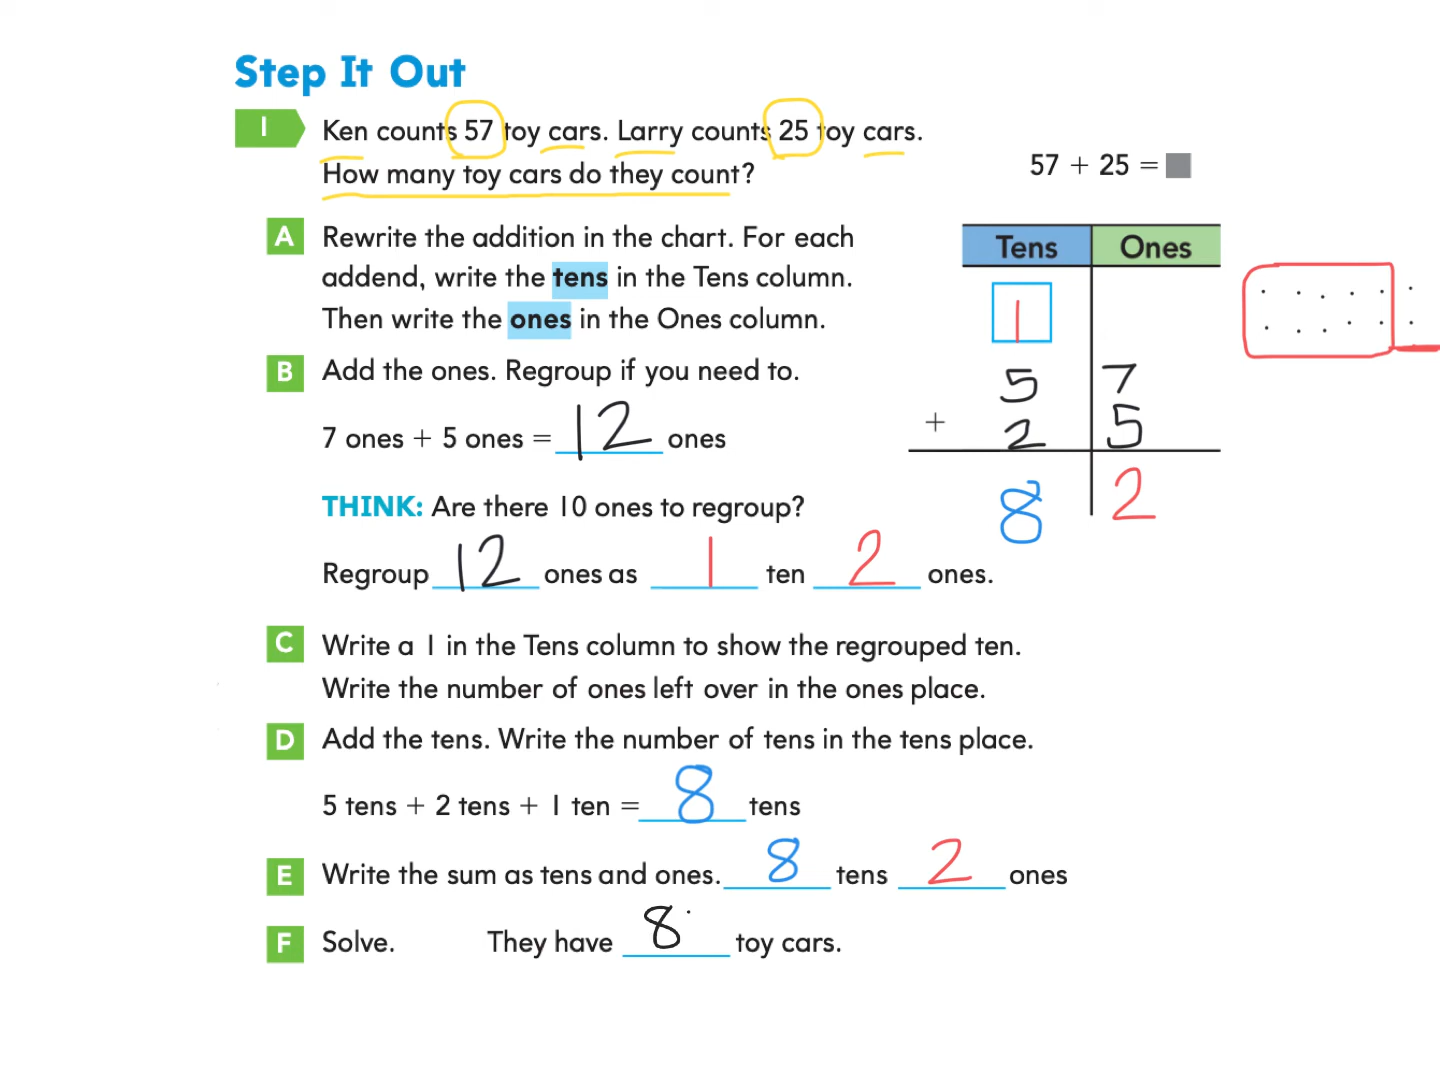 Step It Out
1 Ken counts 57 toy cars. Larry counts 25 toy cars.
How many toy cars do they count?
57 + 25 =
A Rewrite the addition in the chart. For each
addend, write the tens in the Tens column.
Then write the ones in the Ones column.
Tens Ones
1
5 7
+ 2 5
8 2
B Add the ones. Regroup if you need to.
7 ones + 5 ones = 12 ones
THINK: Are there 10 ones to regroup?
Regroup 12 ones as 1 ten 2 ones.
C Write a 1 in the Tens column to show the regrouped ten.
Write the number of ones left over in the ones place.
D Add the tens. Write the number of tens in the tens place.
5 tens + 2 tens + 1 ten = 8 tens
E Write the sum as tens and ones. 8 tens 2 ones
F Solve. They have 8 toy cars.